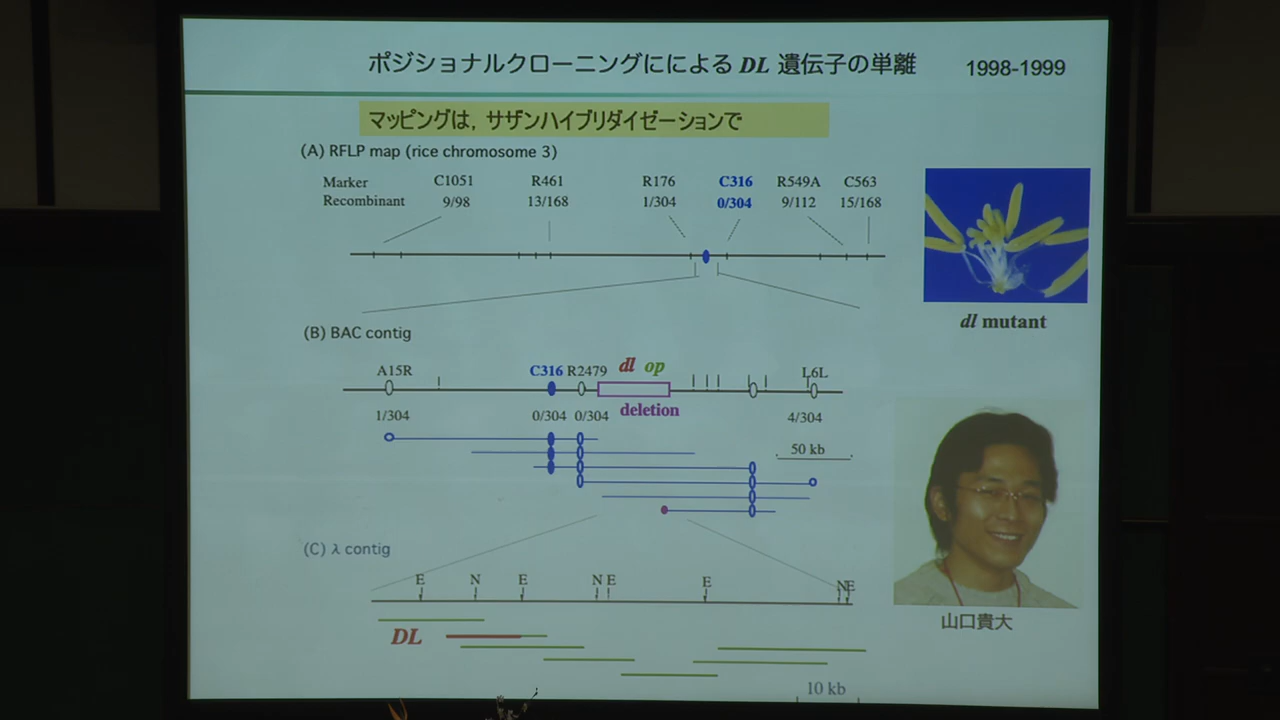 ポジショナルクローニングにによる DL 遺伝子の単離 1998-1999
マッピングは，サザンハイブリダイゼーションで
(A) RFLP map (rice chromosome 3)
Marker C1051 R461 R176 C316 R549A C563
Recombinant 9/98 13/168 1/304 0/304 9/112 15/168
dl mutant
(B) BAC contig
A15R C316 R2479 dl op L6L
deletion
1/304 0/304 0/304 4/304
50 kb
(C) λ contig
E N E N E E N E
DL
山口貴大
10 kb